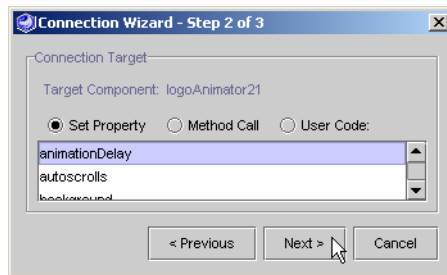 Connection Wizard - Step 2 of 3
Connection Target
Target Component: logoAnimator21
Set Property Method Call User Code:
animationDelay
autoscrolls
background
< Previous Next > Cancel